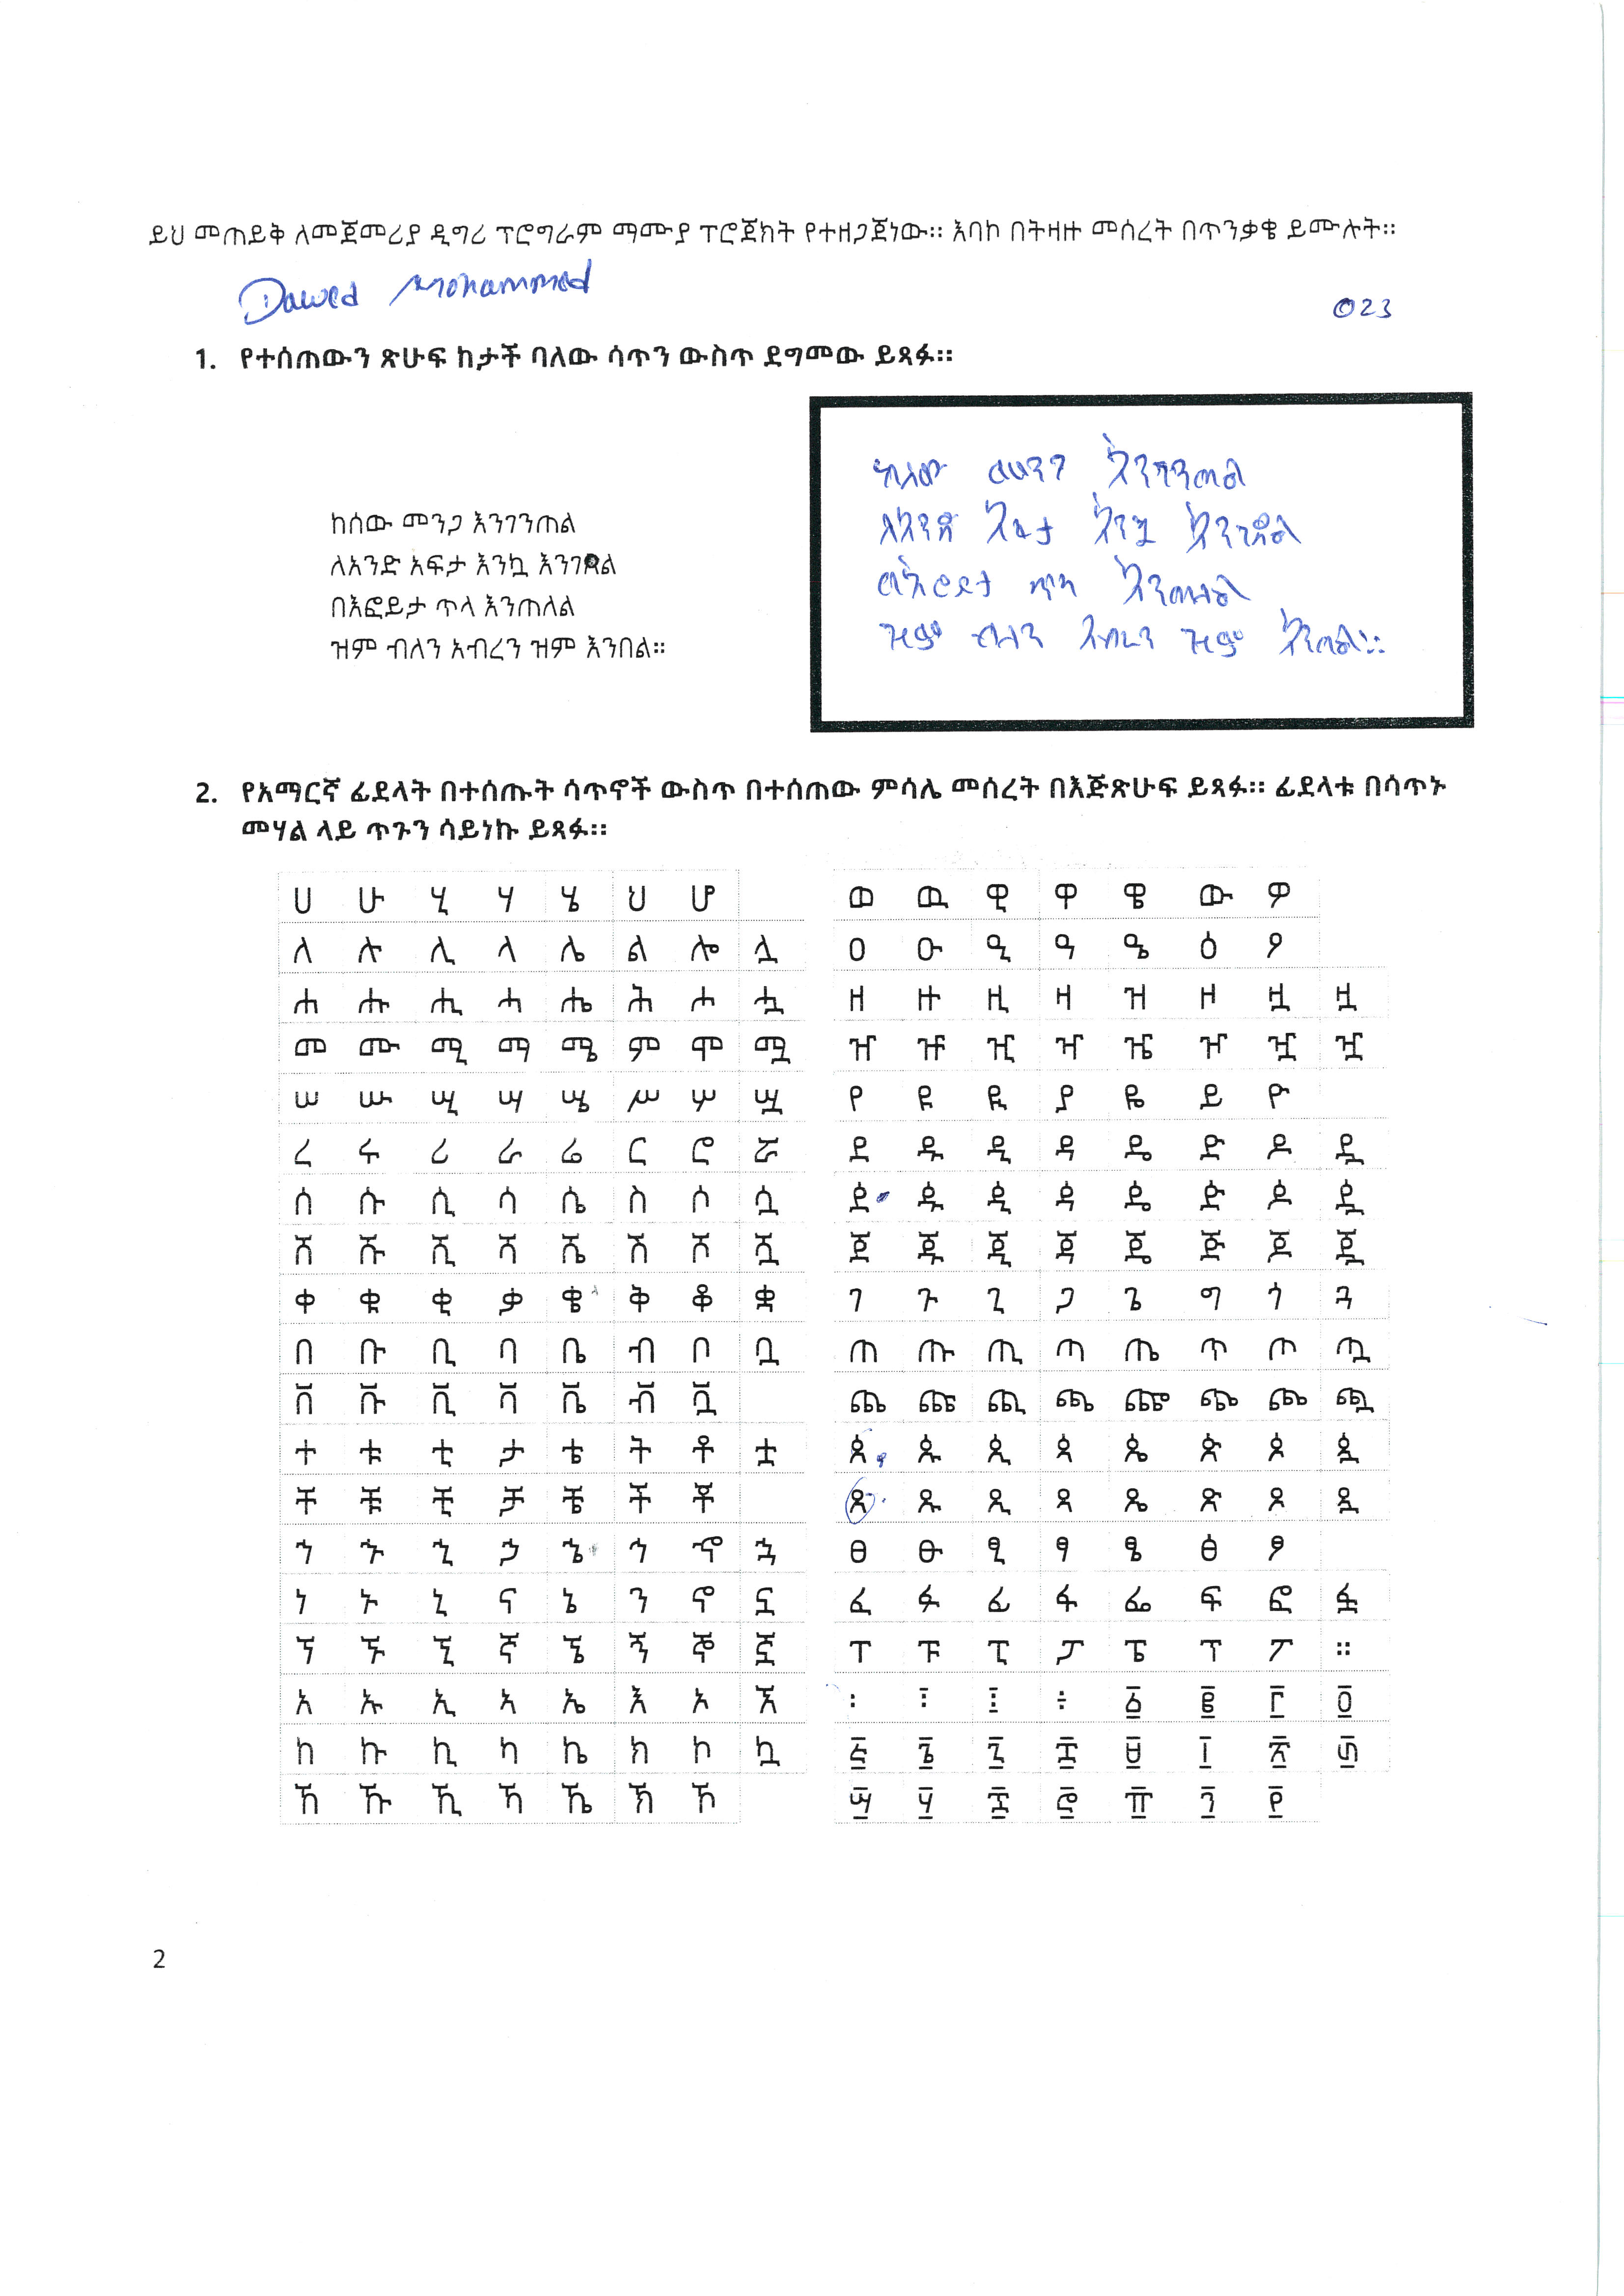 ይህ መጠይቅ ለመጀመሪያ ዲግሪ ፕሮግራም ማሙያ ፕሮጀክት የተዘጋጀነው። እባኮ በትዛዙ መሰረት በጥንቃቄ ይሙሉት።
Dawed Mohammed
023
1. የተሰጠውን ጽሁፍ ከታች ባለው ሳጥን ውስጥ ደግመው ይጻፉ።
ከሰው መንጋ እንገንጠል
ለአንድ አፍታ እንኳ እንገለል
በእፎይታ ጥላ እንጠለል
ዝም ብለን አብረን ዝም እንበል።
ከሰው መንጋ እንገንጠል
ለአንድ አፍታ እንኳ እንገለል
በእፎይታ ጥላ እንጠለል
ዝም ብለን አብረን ዝም እንበል።
2. የአማርኛ ፊደላት በተሰጡት ሳጥኖች ውስጥ በተሰጠው ምሳሌ መሰረት በእጅጽሁፍ ይጻፉ። ፊደላቱ በሳጥኑ
መሃል ላይ ጥጉን ሳይነኩ ይጻፉ።
ሀ ሁ ሂ ሃ ሄ ህ ሆ
ለ ሉ ሊ ላ ሌ ል ሎ ሏ
ሐ ሑ ሒ ሓ ሔ ሕ ሖ ሗ
መ ሙ ሚ ማ ሜ ም ሞ ሟ
ሠ ሡ ሢ ሣ ሤ ሥ ሦ ሧ
ረ ሩ ሪ ራ ሬ ር ሮ ሯ
ሰ ሱ ሲ ሳ ሴ ስ ሶ ሷ
ሸ ሹ ሺ ሻ ሼ ሽ ሾ ሿ
ቀ ቁ ቂ ቃ ቄ ቅ ቆ ቋ
በ ቡ ቢ ባ ቤ ብ ቦ ቧ
ቨ ቩ ቪ ቫ ቬ ቭ ቯ
ተ ቱ ቲ ታ ቴ ት ቶ ቷ
ቸ ቹ ቺ ቻ ቼ ች ቾ
ኀ ኁ ኂ ኃ ኄ ኅ ኆ ኋ
ነ ኑ ኒ ና ኔ ን ኖ ኗ
ኘ ኙ ኚ ኛ ኜ ኝ ኞ ኟ
አ ኡ ኢ ኣ ኤ እ ኦ ኧ
ከ ኩ ኪ ካ ኬ ክ ኮ ኳ
ኸ ኹ ኺ ኻ ኼ ኽ ኾ
ወ ዉ ዊ ዋ ዌ ው ዎ
ዐ ዑ ዒ ዓ ዔ ዕ ዖ
ዘ ዙ ዚ ዛ ዝ ዞ ዟ ዟ
ዠ ዡ ዢ ዣ ዤ ዦ ዧ ዧ
የ ዩ ዪ ያ ዬ ይ ዮ
ደ ዱ ዲ ዳ ዴ ድ ዶ ዷ
ዸ ዹ ዺ ዻ ዼ ዽ ዾ ዿ
ጀ ጁ ጂ ጃ ጄ ጅ ጆ ጇ
ገ ጉ ጊ ጋ ጌ ግ ጎ ጓ
ጠ ጡ ጢ ጣ ጤ ጥ ጦ ጧ
ጨ ጩ ጪ ጫ ጬ ጭ ጮ ጯ
ጰ ጱ ጲ ጳ ጴ ጵ ጶ ጷ
ጸ ጹ ጺ ጻ ጼ ጽ ጾ ጿ
ፀ ፁ ፂ ፃ ፄ ፅ ፆ
ፈ ፉ ፊ ፋ ፌ ፍ ፎ ፏ
ፐ ፑ ፒ ፓ ፔ ፕ ፖ ።
፡ ፧ ፩ ፪ ፫ ፬
፭ ፮ ፯ ፰ ፱ ፲ ፳ ፴
፵ ፶ ፷ ፸ ፹ ፺ ፻
2